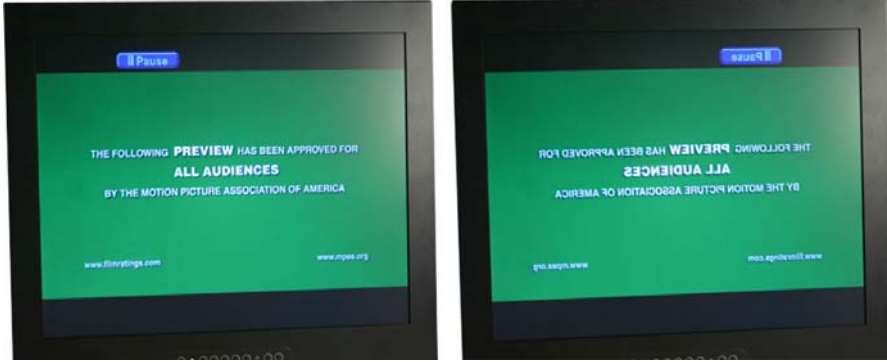 Pause
THE FOLLOWING PREVIEW HAS BEEN APPROVED FOR
ALL AUDIENCES
BY THE MOTION PICTURE ASSOCIATION OF AMERICA
www.filmratings.com www.mpaa.org
Pause
THE FOLLOWING PREVIEW HAS BEEN APPROVED FOR
ALL AUDIENCES
BY THE MOTION PICTURE ASSOCIATION OF AMERICA
www.filmratings.com www.mpaa.org